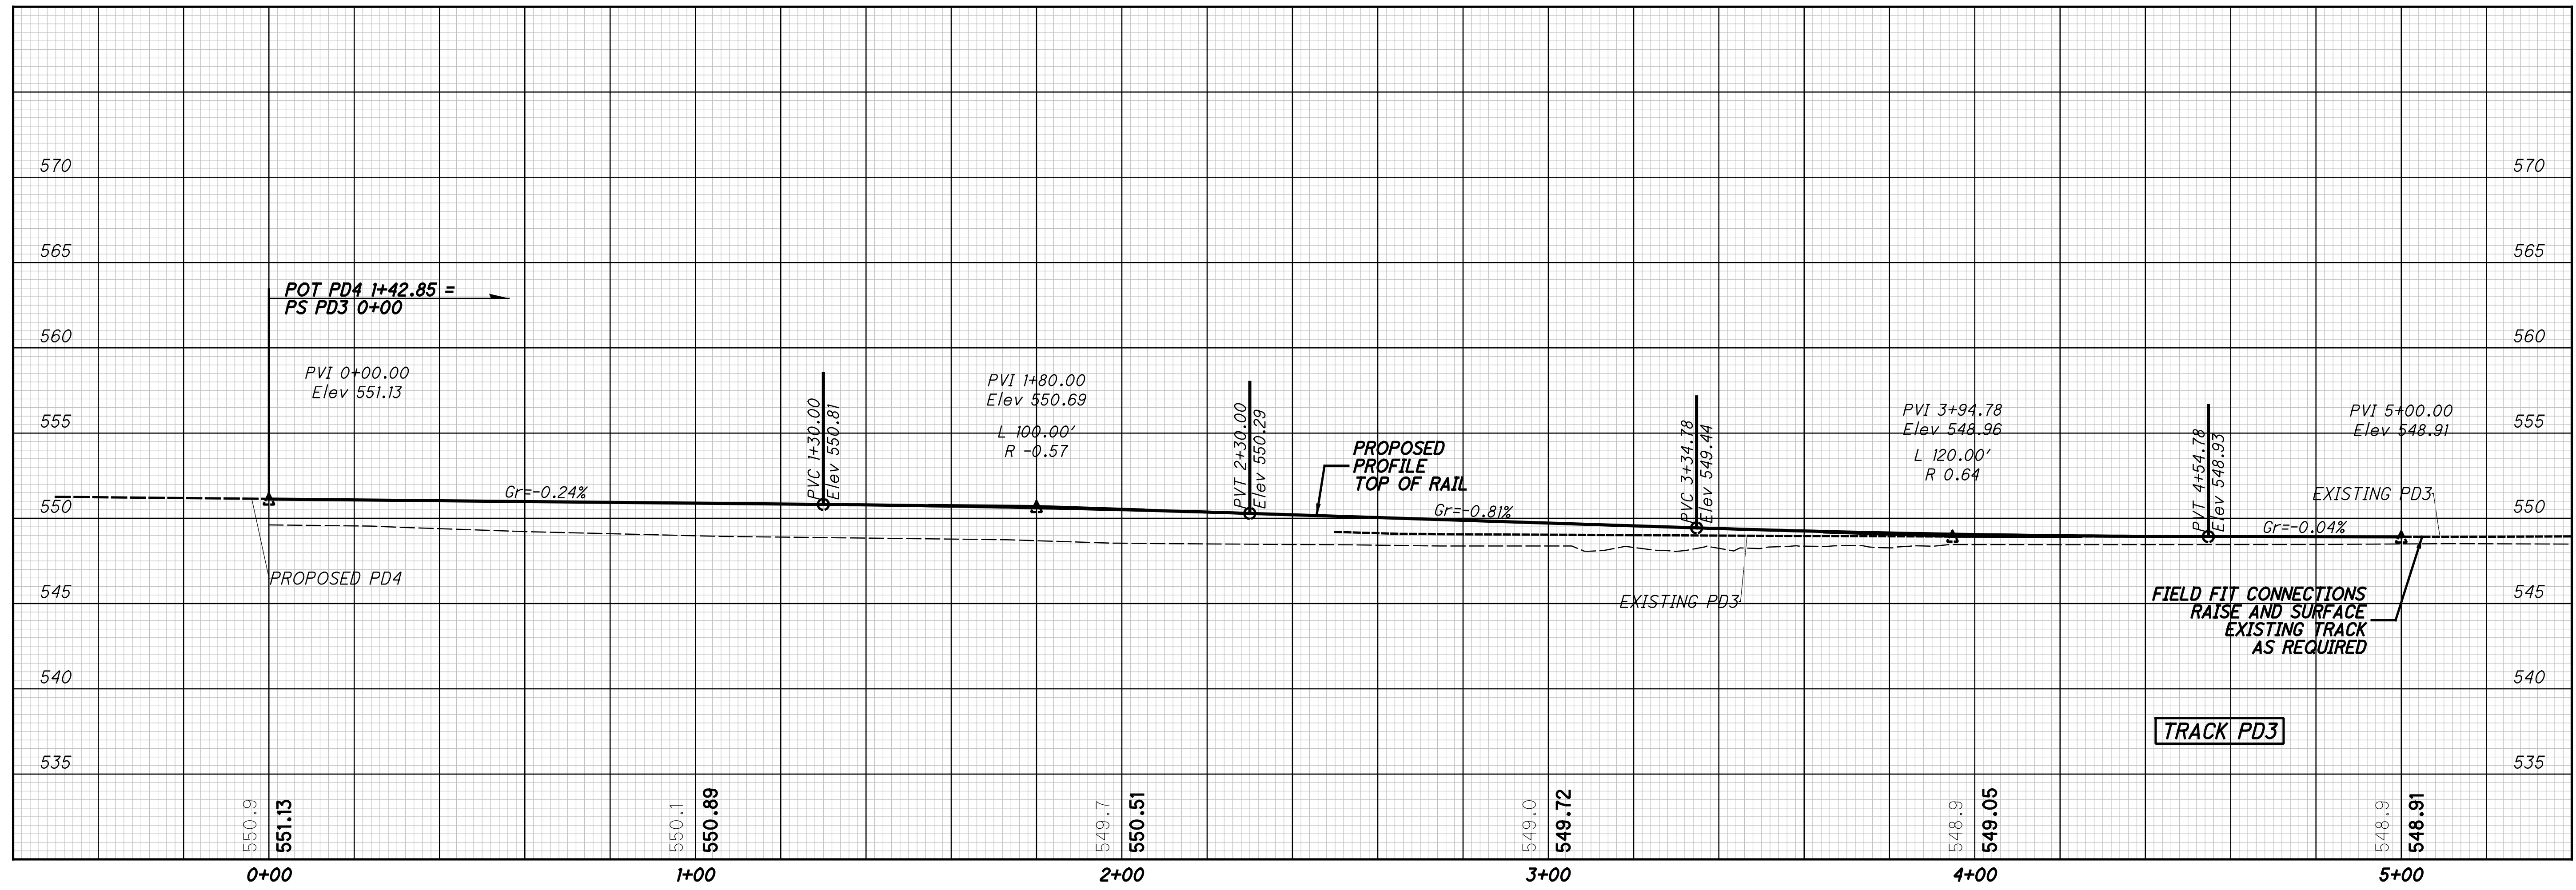 570
570
565
565
POT PD4 1+42.85 =
PS PD3 0+00
560
560
PVI 0+00.00
Elev 551.13
PVC 1+30.00
Elev 550.81
PVI 1+80.00
Elev 550.69
L 100.00'
R -0.57
PVT 2+30.00
Elev 550.29
PROPOSED
PROFILE
TOP OF RAIL
PVC 3+34.78
Elev 549.44
PVI 3+94.78
Elev 548.96
L 120.00'
R 0.64
PVT 4+54.78
Elev 548.93
PVI 5+00.00
Elev 548.91
555
555
Gr=-0.24%
Gr=-0.81%
Gr=-0.04%
EXISTING PD3
550
550
PROPOSED PD4
EXISTING PD3
545
545
FIELD FIT CONNECTIONS
RAISE AND SURFACE
EXISTING TRACK
AS REQUIRED
540
540
TRACK PD3
535
535
550.9
551.13
550.1
550.89
549.7
550.51
549.0
549.72
548.9
549.05
548.9
548.91
0+00
1+00
2+00
3+00
4+00
5+00